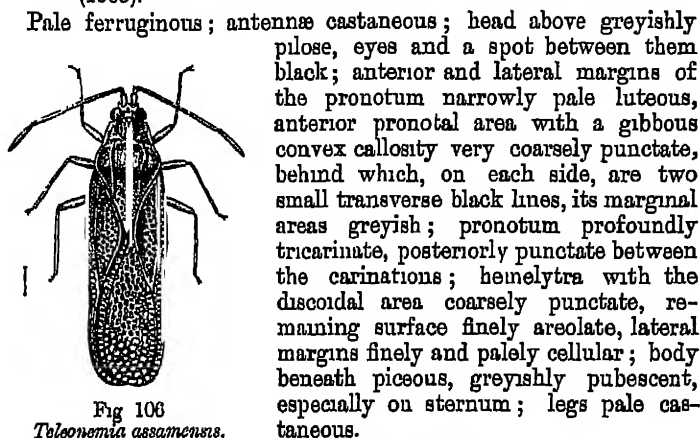 Pale ferruginous; antennæ castaneous; head above greyishly
pilose, eyes and a spot between them
black; anterior and lateral margins of
the pronotum narrowly pale luteous,
anterior pronotal area with a gibbous
convex callosity very coarsely punctate,
behind which, on each side, are two
small transverse black lines, its marginal
areas greyish; pronotum profoundly
tricarinate, posteriorly punctate between
the carinations; hemelytra with the
discoidal area coarsely punctate, re-
maining surface finely areolate, lateral
margins finely and palely cellular; body
beneath piceous, greyishly pubescent,
especially on sternum; legs pale cas-
taneous.
Fig 106
Teleonemia assamensis.